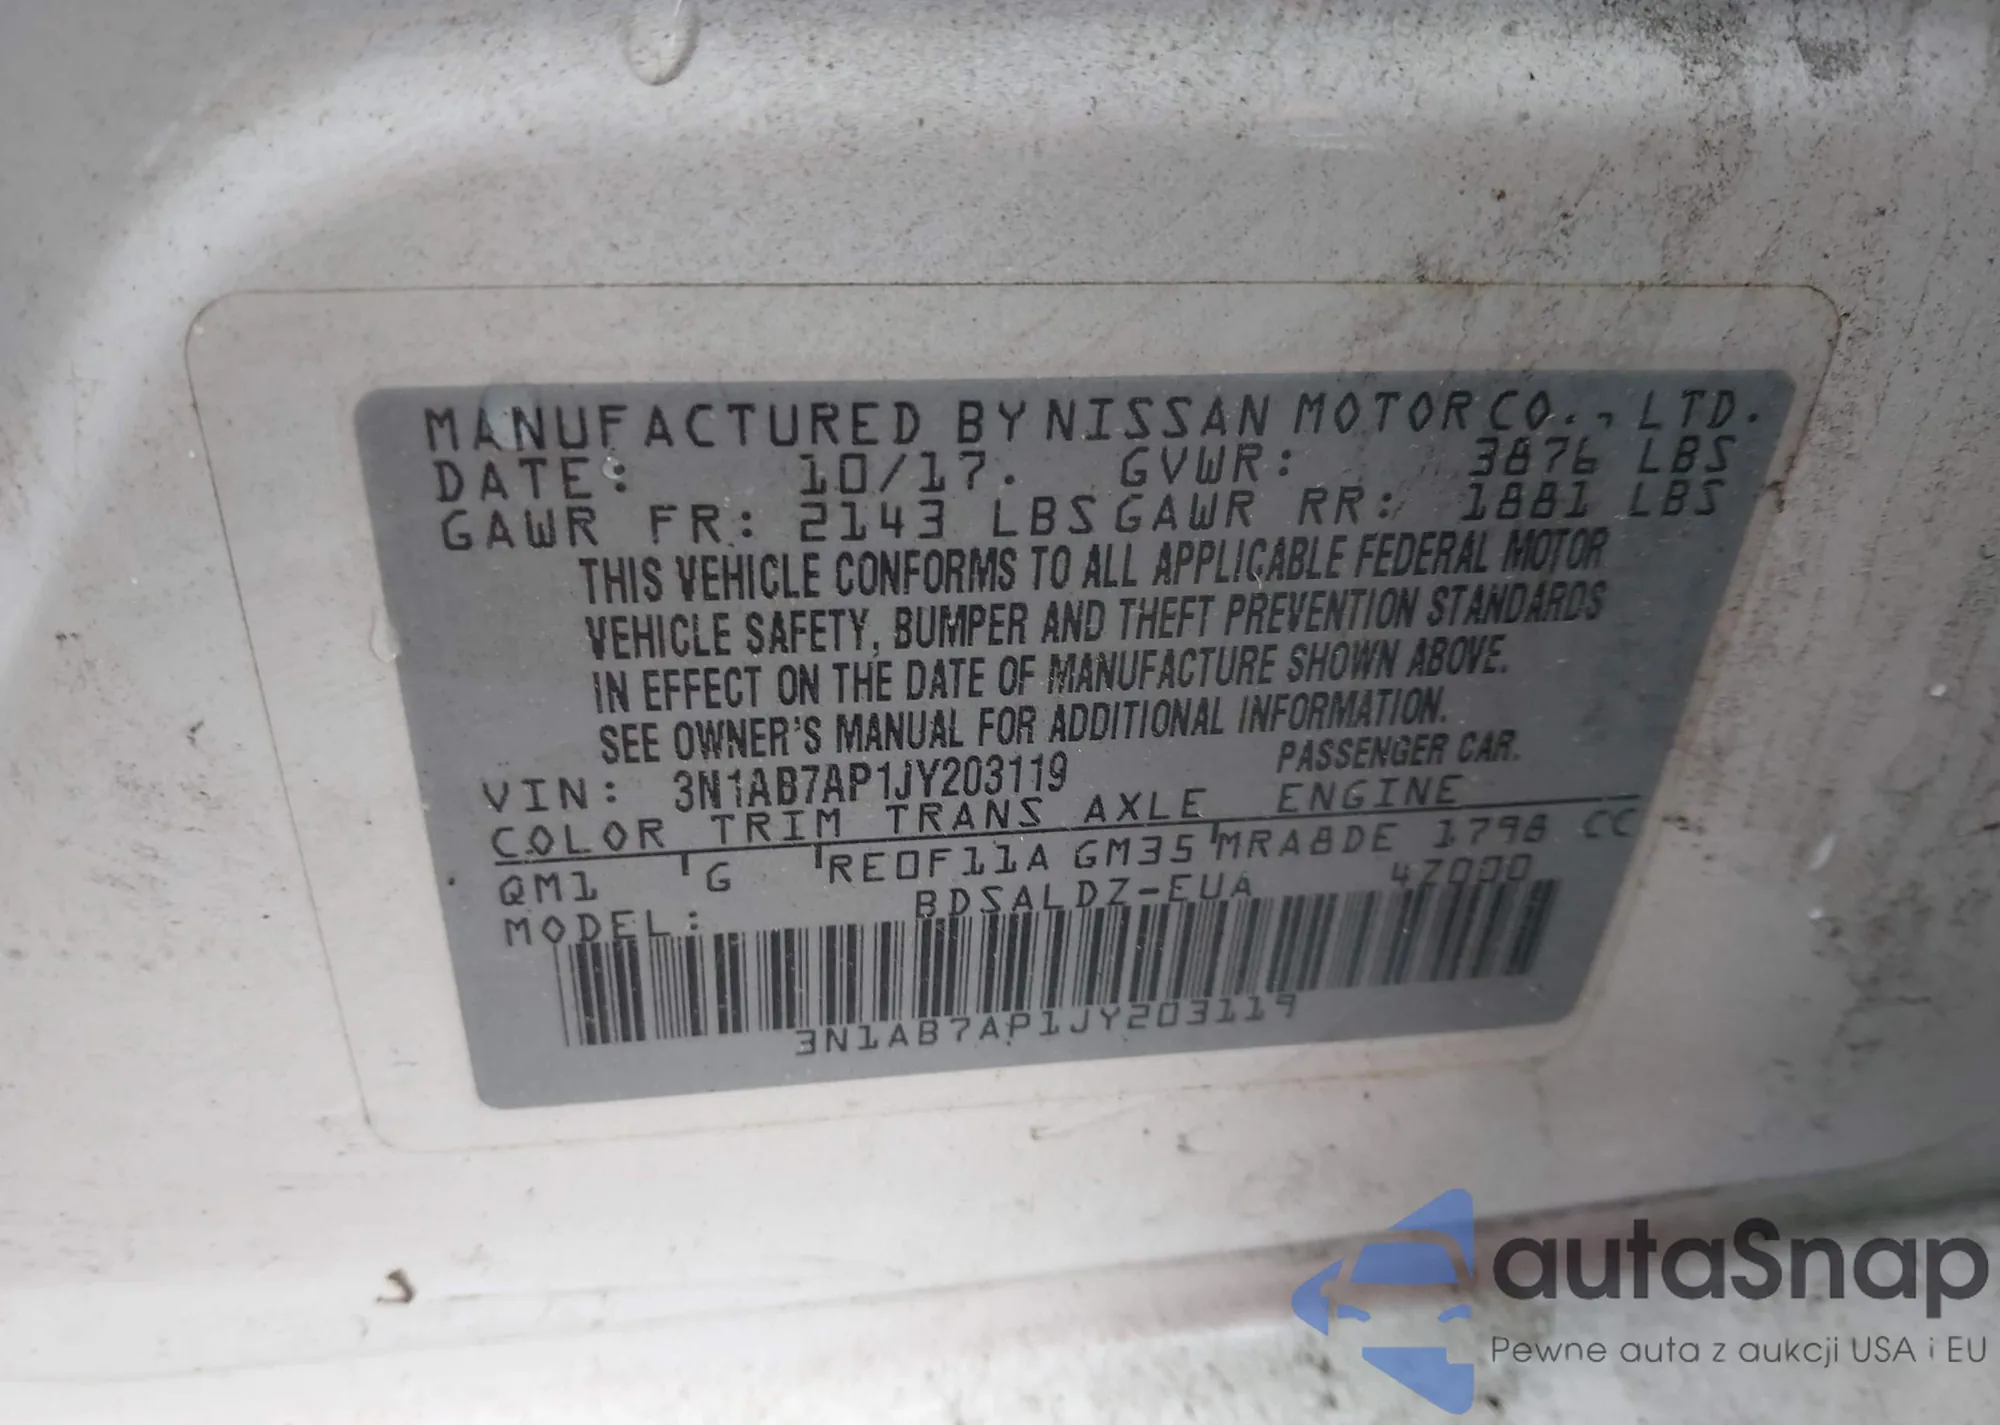 MANUFACTURED BY NISSAN MOTOR CO., LTD.
DATE: 10/17. GVWR: 3876 LBS
GAWR FR: 2143 LBS GAWR RR: 1881 LBS
THIS VEHICLE CONFORMS TO ALL APPLICABLE FEDERAL MOTOR
VEHICLE SAFETY, BUMPER AND THEFT PREVENTION STANDARDS
IN EFFECT ON THE DATE OF MANUFACTURE SHOWN ABOVE.
SEE OWNER'S MANUAL FOR ADDITIONAL INFORMATION.
VIN: 3N1AB7AP1JY203119 PASSENGER CAR.
COLOR TRIM TRANS AXLE ENGINE
QM1 G RE0F11A GM35 MRA8DE 1798 CC
MODEL: BDSALDZ-EUA 47000
3N1AB7AP1JY203119
autaSnap
Pewne auta z aukcji USA i EU